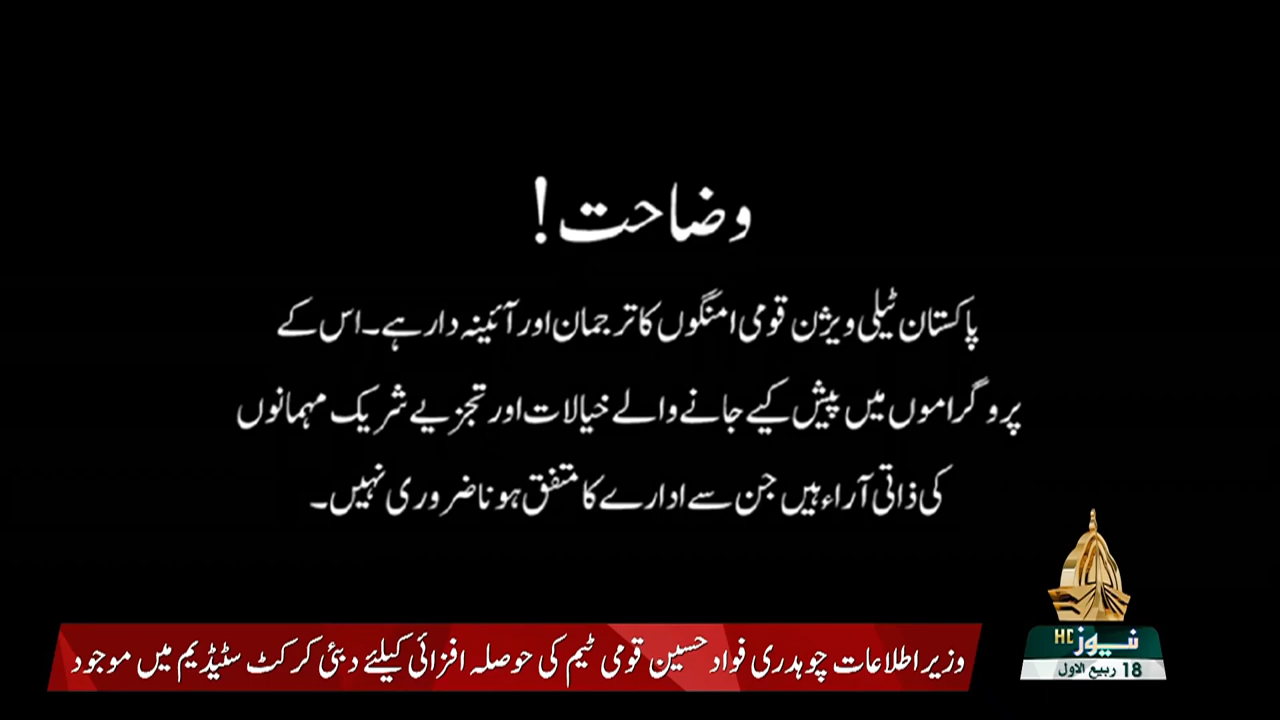 وضاحت!
پاکستان ٹیلی ویژن قومی امنگوں کا ترجمان اور آئینہ دار ہے۔ اس کے
پروگراموں میں پیش کیے جانے والے خیالات اور تجزیے شریک مہمانوں
کی ذاتی آراء ہیں جن سے ادارے کا متفق ہونا ضروری نہیں۔
HD نیوز
18 ربیع الاول
وزیر اطلاعات چوہدری فواد حسین قومی ٹیم کی حوصلہ افزائی کیلئے دبئی کرکٹ سٹیڈیم میں موجود